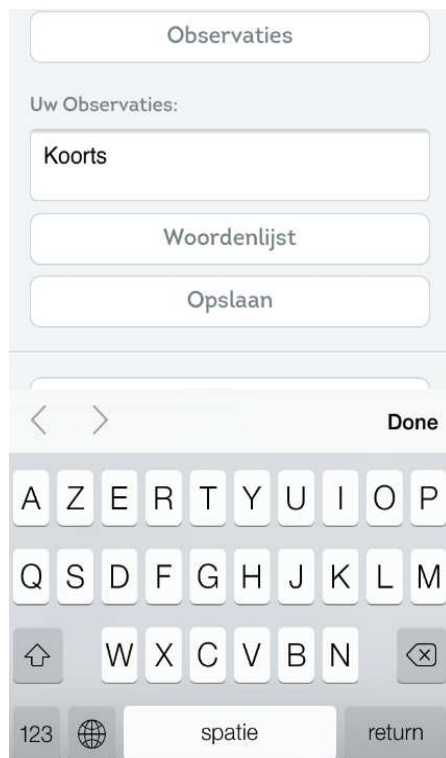 Observaties
Uw Observaties:
Koorts
Woordenlijst
Opslaan
Done
A Z E R T Y U I O P
Q S D F G H J K L M
W X C V B N
123 spatie return